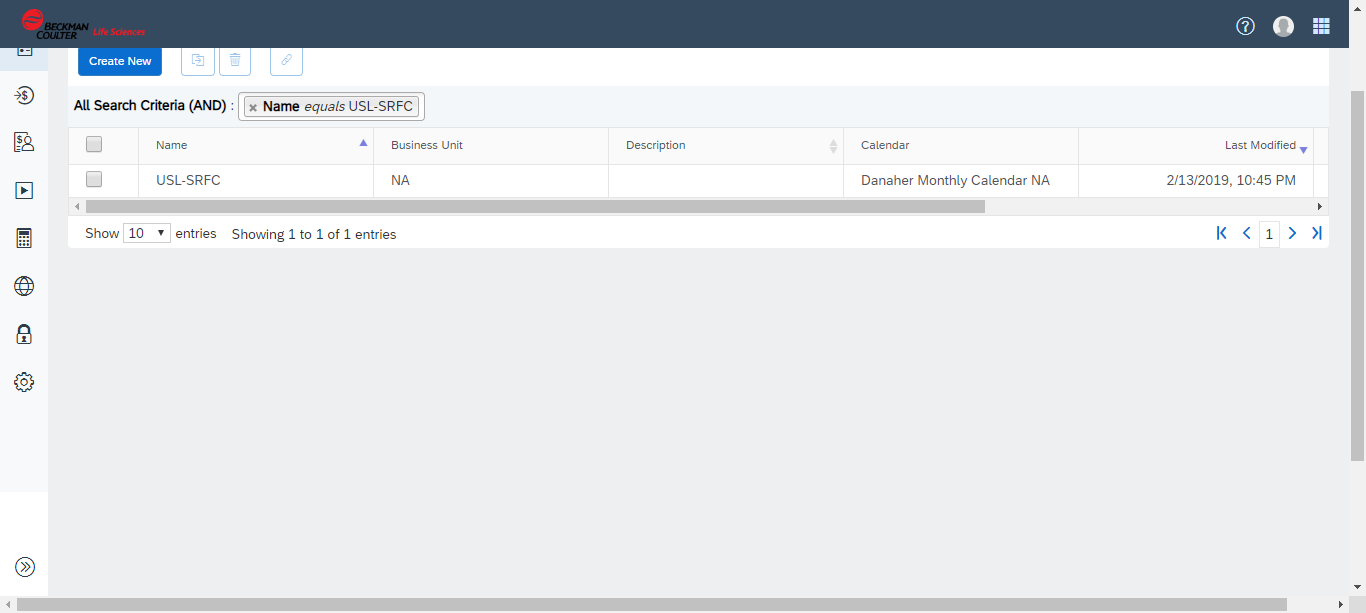 BECKMAN
COULTER Life Sciences
Create New
All Search Criteria (AND) : × Name equals USL-SRFC
Name Business Unit Description Calendar Last Modified
USL-SRFC NA Danaher Monthly Calendar NA 2/13/2019, 10:45 PM
Show 10 entries Showing 1 to 1 of 1 entries 1